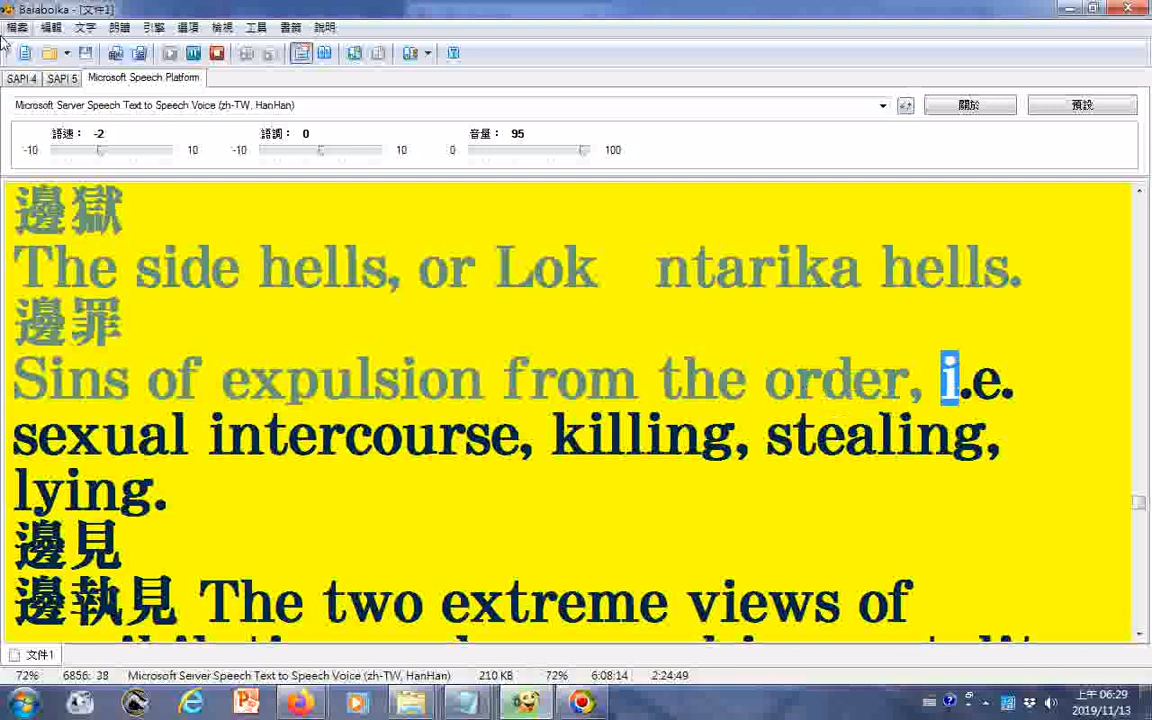 Balabolka - [文件1]
檔案 編輯 文字 朗讀 引擎 選項 檢視 工具 書籤 說明
SAPI 4 SAPI 5 Microsoft Speech Platform
Microsoft Server Speech Text to Speech Voice (zh-TW, HanHan) 關於 預設
語速： -2 語調： 0 音量： 95
-10 10 -10 10 0 100
邊獄
The side hells, or Lok ntarika hells.
邊罪
Sins of expulsion from the order, i.e.
sexual intercourse, killing, stealing,
lying.
邊見
邊執見 The two extreme views of
文件1
72% 6856: 38 Microsoft Server Speech Text to Speech Voice (zh-TW, HanHan) 210 KB 72% 6:08:14 2:24:49
上午 06:29
2019/11/13